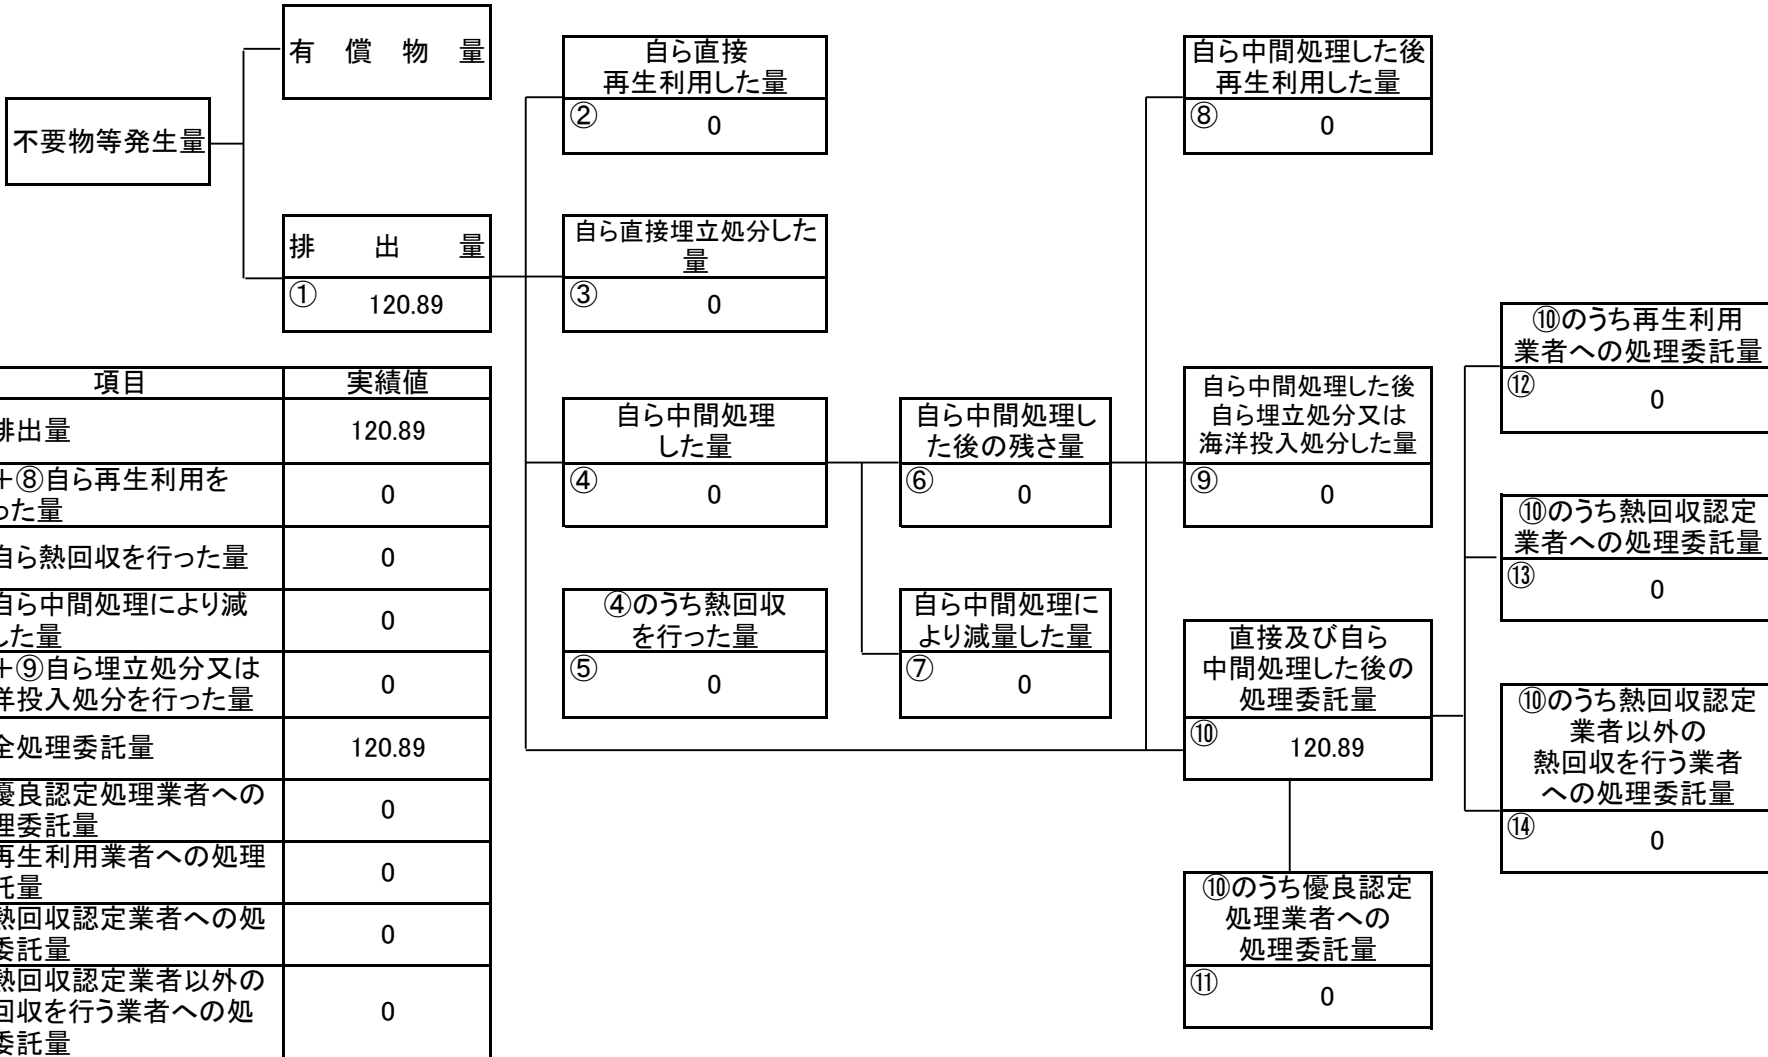 有償物量
不要物等発生量
排出量
① 120.89
自ら直接
再生利用した量
② 0
自ら直接埋立処分した
量
③ 0
自ら中間処理
した量
④ 0
④のうち熱回収
を行った量
⑤ 0
自ら中間処理し
た後の残さ量
⑥ 0
自ら中間処理に
より減量した量
⑦ 0
自ら中間処理した後
再生利用した量
⑧ 0
自ら中間処理した後
自ら埋立処分又は
海洋投入処分した量
⑨ 0
直接及び自ら
中間処理した後の
処理委託量
⑩ 120.89
⑩のうち優良認定
処理業者への
処理委託量
⑪ 0
⑩のうち再生利用
業者への処理委託量
⑫ 0
⑩のうち熱回収認定
業者への処理委託量
⑬ 0
⑩のうち熱回収認定
業者以外の
熱回収を行う業者
への処理委託量
⑭ 0
項目 実績値
排出量 120.89
+⑧自ら再生利用を
った量 0
自ら熱回収を行った量 0
自ら中間処理により減
した量 0
+⑨自ら埋立処分又は
洋投入処分を行った量 0
全処理委託量 120.89
優良認定処理業者への
理委託量 0
再生利用業者への処理
託量 0
熱回収認定業者への処
委託量 0
熱回収認定業者以外の
回収を行う業者への処
委託量 0